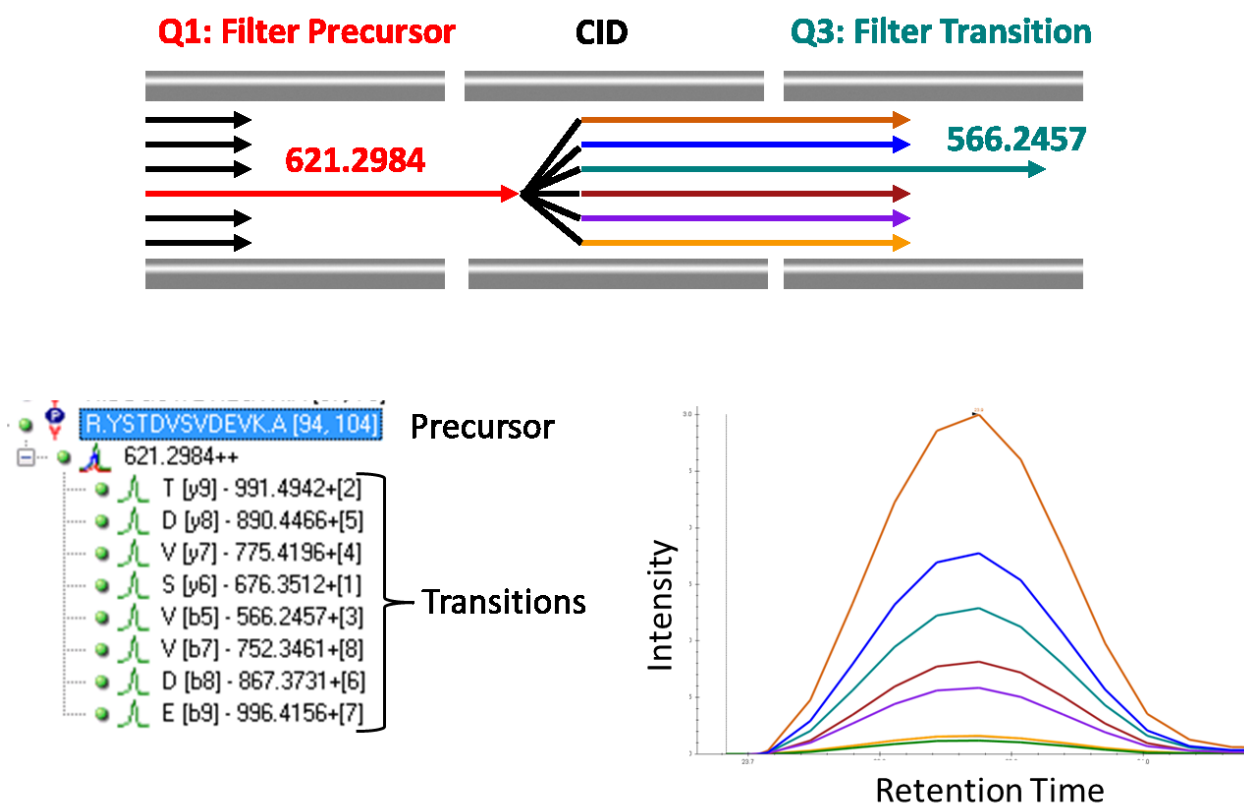 Q1: Filter Precursor
CID
Q3: Filter Transition
621.2984
566.2457
R.YSTDVSVDEVK.A [94, 104]
Precursor
621.2984++
T [y9] - 991.4942+[2]
D [y8] - 890.4466+[5]
V [y7] - 775.4196+[4]
S [y6] - 676.3512+[1]
V [b5] - 566.2457+[3]
V [b7] - 752.3461+[8]
D [b8] - 867.3731+[6]
E [b9] - 996.4156+[7]
Transitions
Intensity
Retention Time